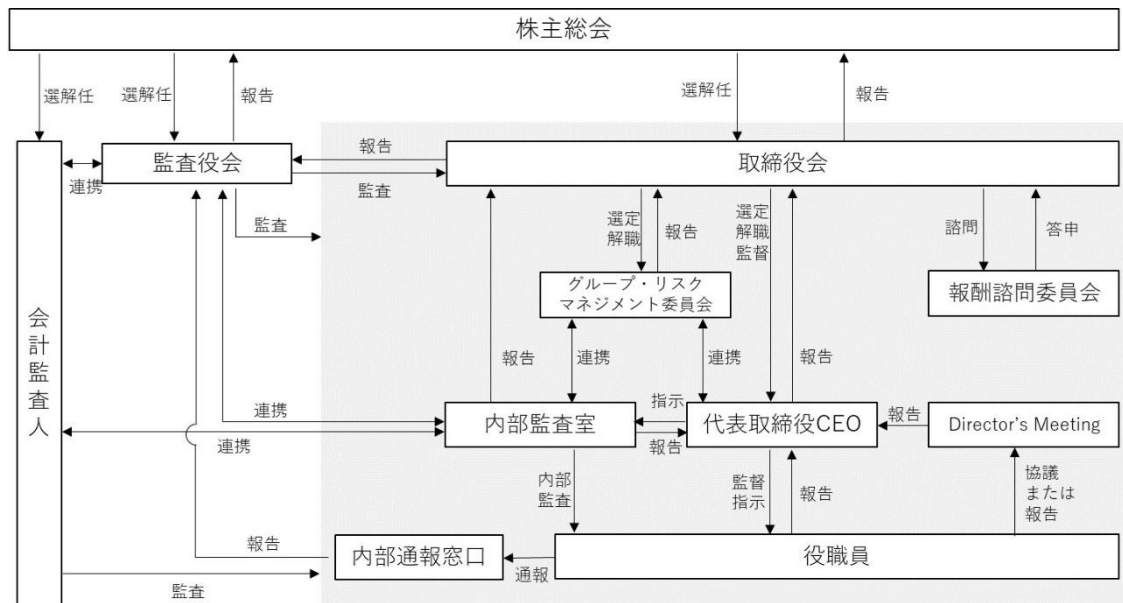 株主総会
選解任
選解任
報告
選解任
報告
監査役会
報告
監査
取締役会
連携
監査
選定
解職
報告
選定
解職
監督
報告
諮問
答申
グループ・リスク
マネジメント委員会
報酬諮問委員会
会計監査人
報告
連携
連携
連携
連携
内部監査室
指示
報告
代表取締役CEO
報告
Director's Meeting
内部
監査
監督
指示
報告
協議
または
報告
報告
内部通報窓口
通報
役職員
監査